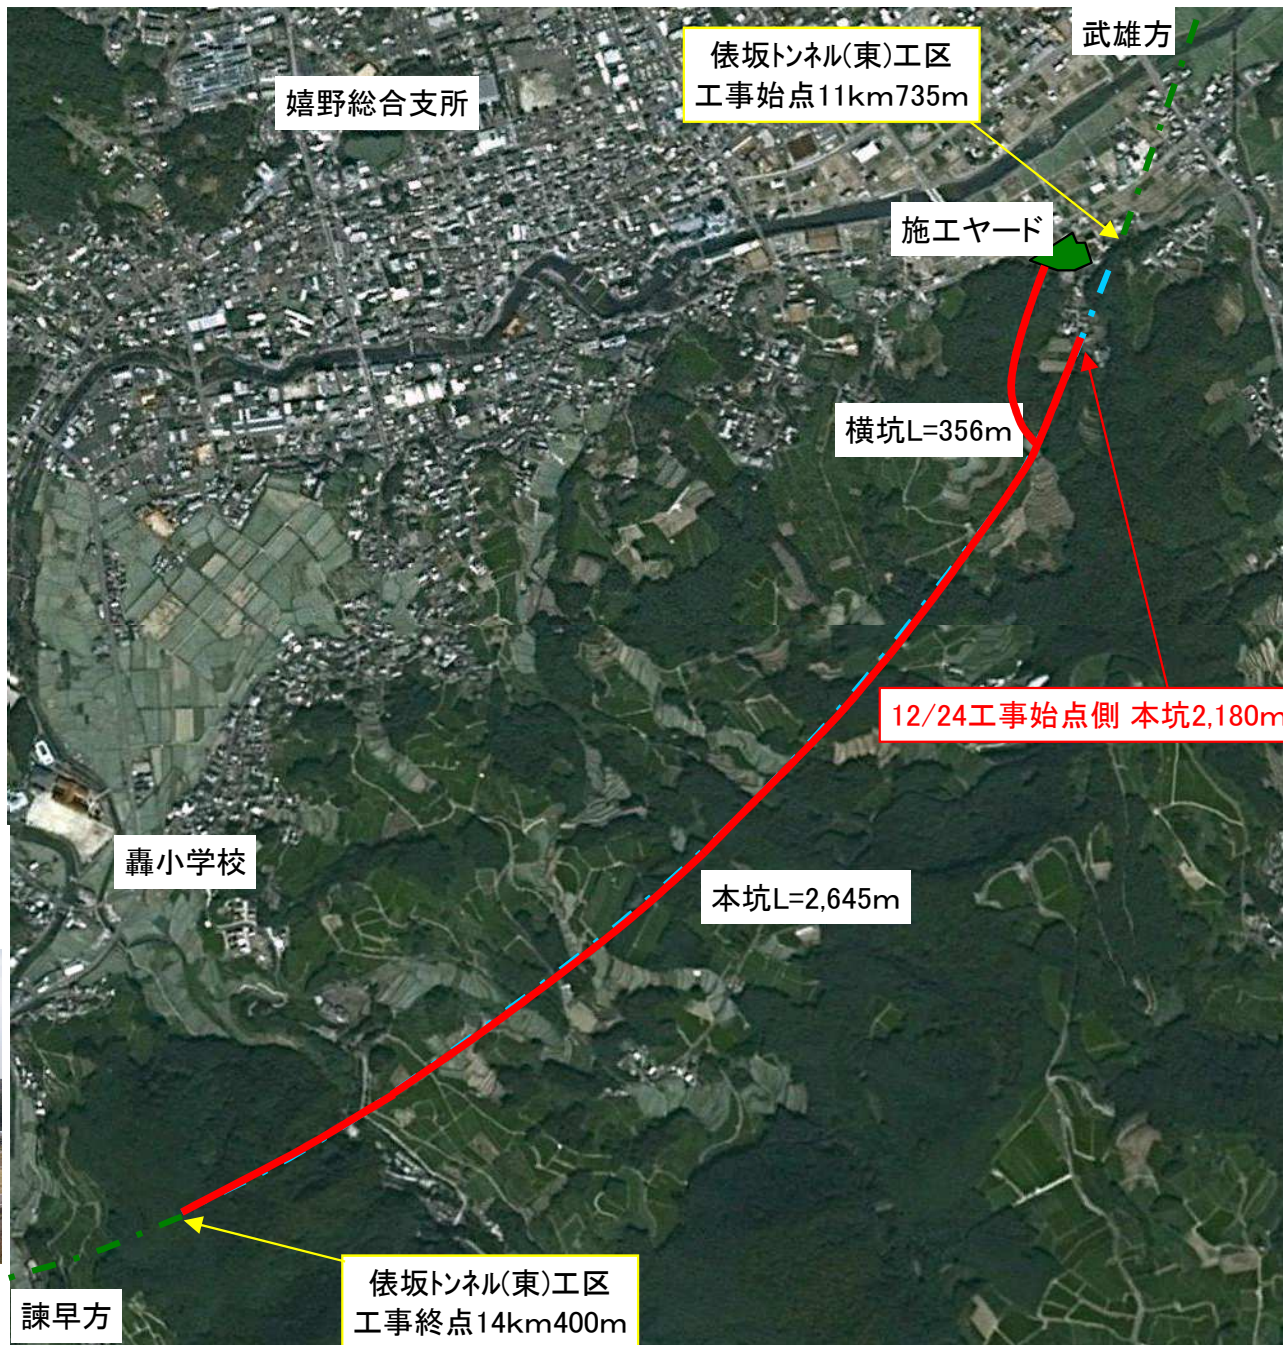 武雄方
俵坂トンネル(東)工区
工事始点11km735m
嬉野総合支所
施工ヤード
横坑L=356m
12/24工事始点側 本坑2,180m
轟小学校
本坑L=2,645m
俵坂トンネル(東)工区
工事終点14km400m
諫早方